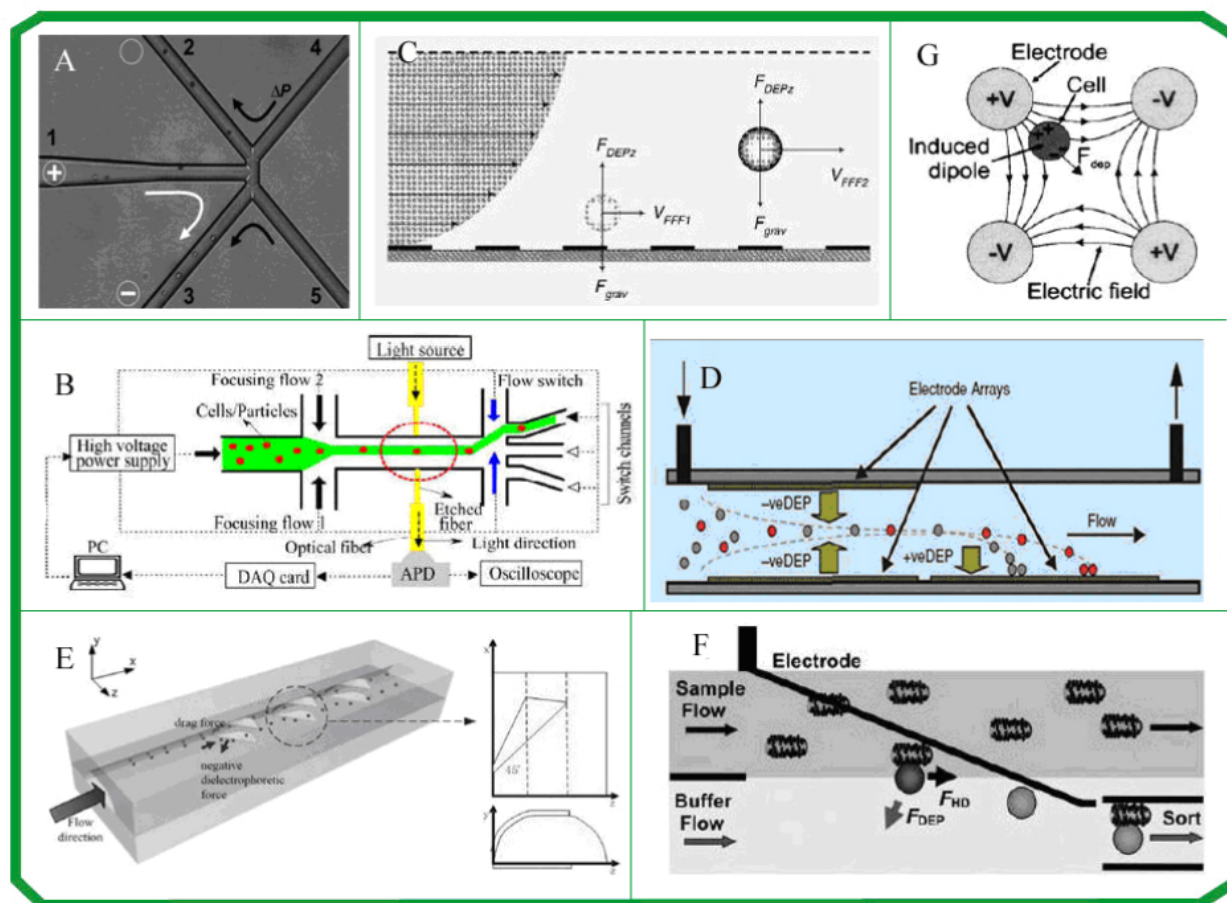 A
2
4
ΔP
1
+
−
3
5
C
F_DEPz
F_DEPz
V_FFF2
V_FFF1
F_grav
F_grav
G
Electrode
Cell
+V
-V
++
Induced
dipole
F_dep
-V
+V
Electric field
B
Light source
Focusing flow 2
Flow switch
Cells/Particles
High voltage
power supply
Switch channels
Etched
fiber
Focusing flow 1
Optical fiber
Light direction
PC
DAQ card
APD
Oscilloscope
D
Electrode Arrays
–veDEP
Flow
–veDEP
+veDEP
E
y
x
z
drag force
negative
dielectrophoretic
force
Flow
direction
x
45°
z
y
z
F
Electrode
Sample
Flow
Buffer
Flow
F_HD
F_DEP
Sort